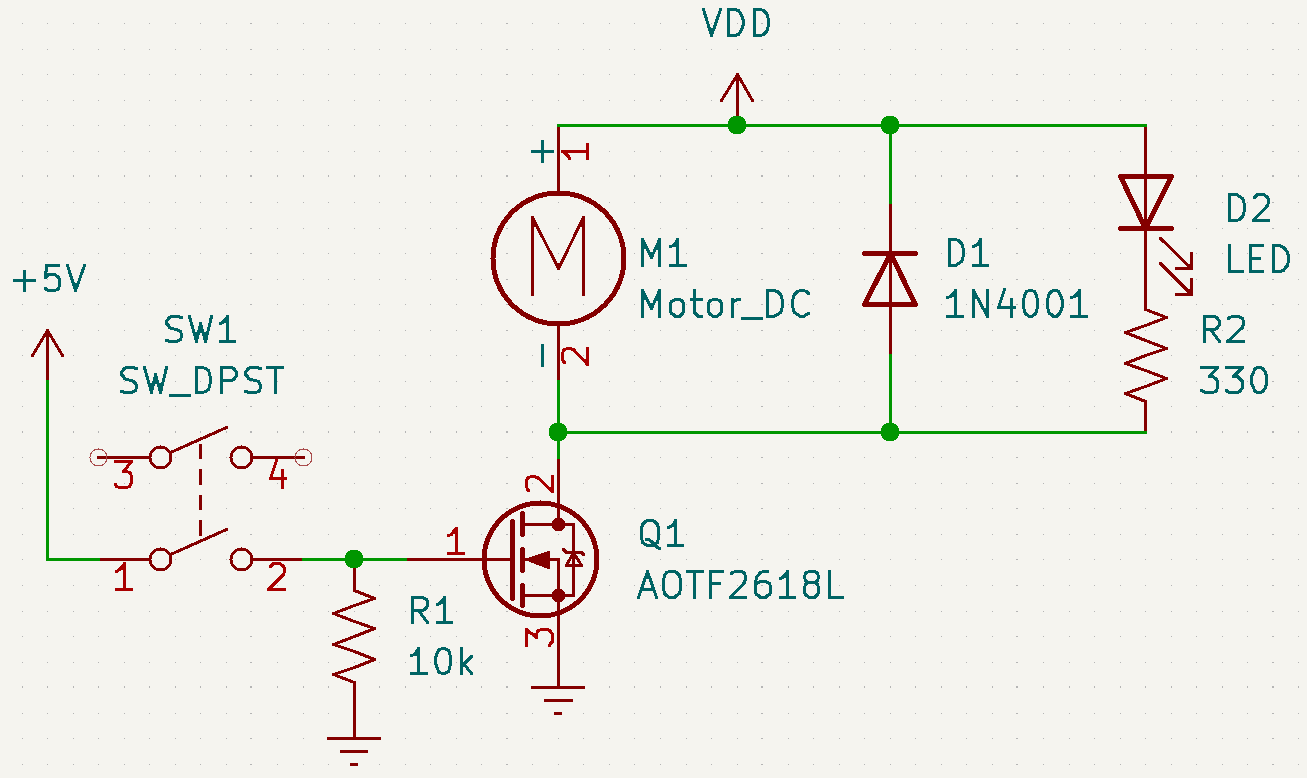 VDD
+
1
M
M1
Motor_DC
-
2
D1
1N4001
D2
LED
R2
330
+5V
SW1
SW_DPST
3
4
1
2
1
2
3
Q1
AOTF2618L
R1
10k